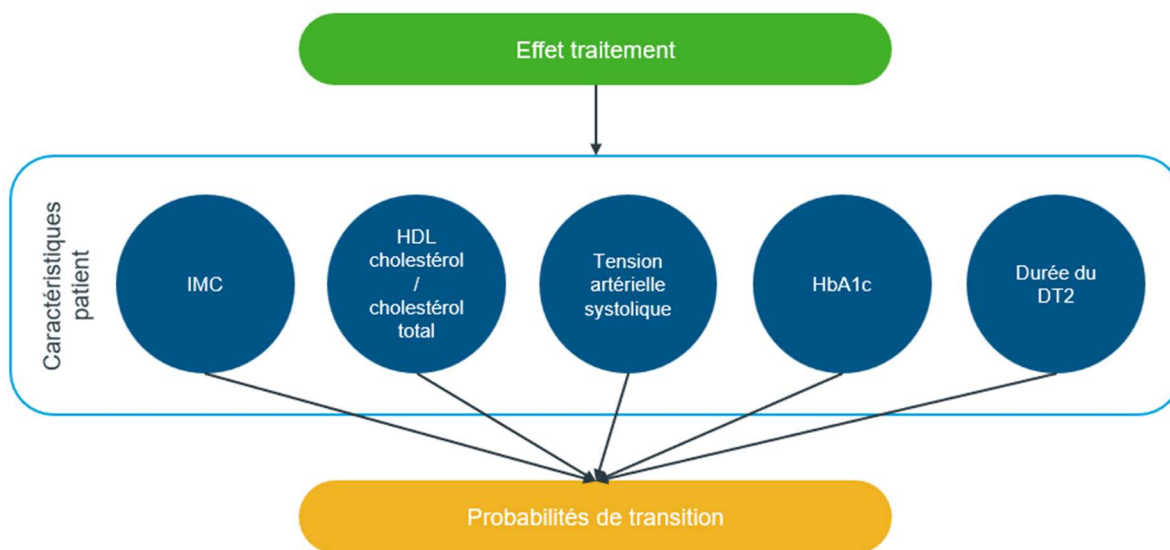 Effet traitement
Caractéristiques
patient
IMC
HDL
cholestérol
/
cholestérol
total
Tension
artérielle
systolique
HbA1c
Durée du
DT2
Probabilités de transition